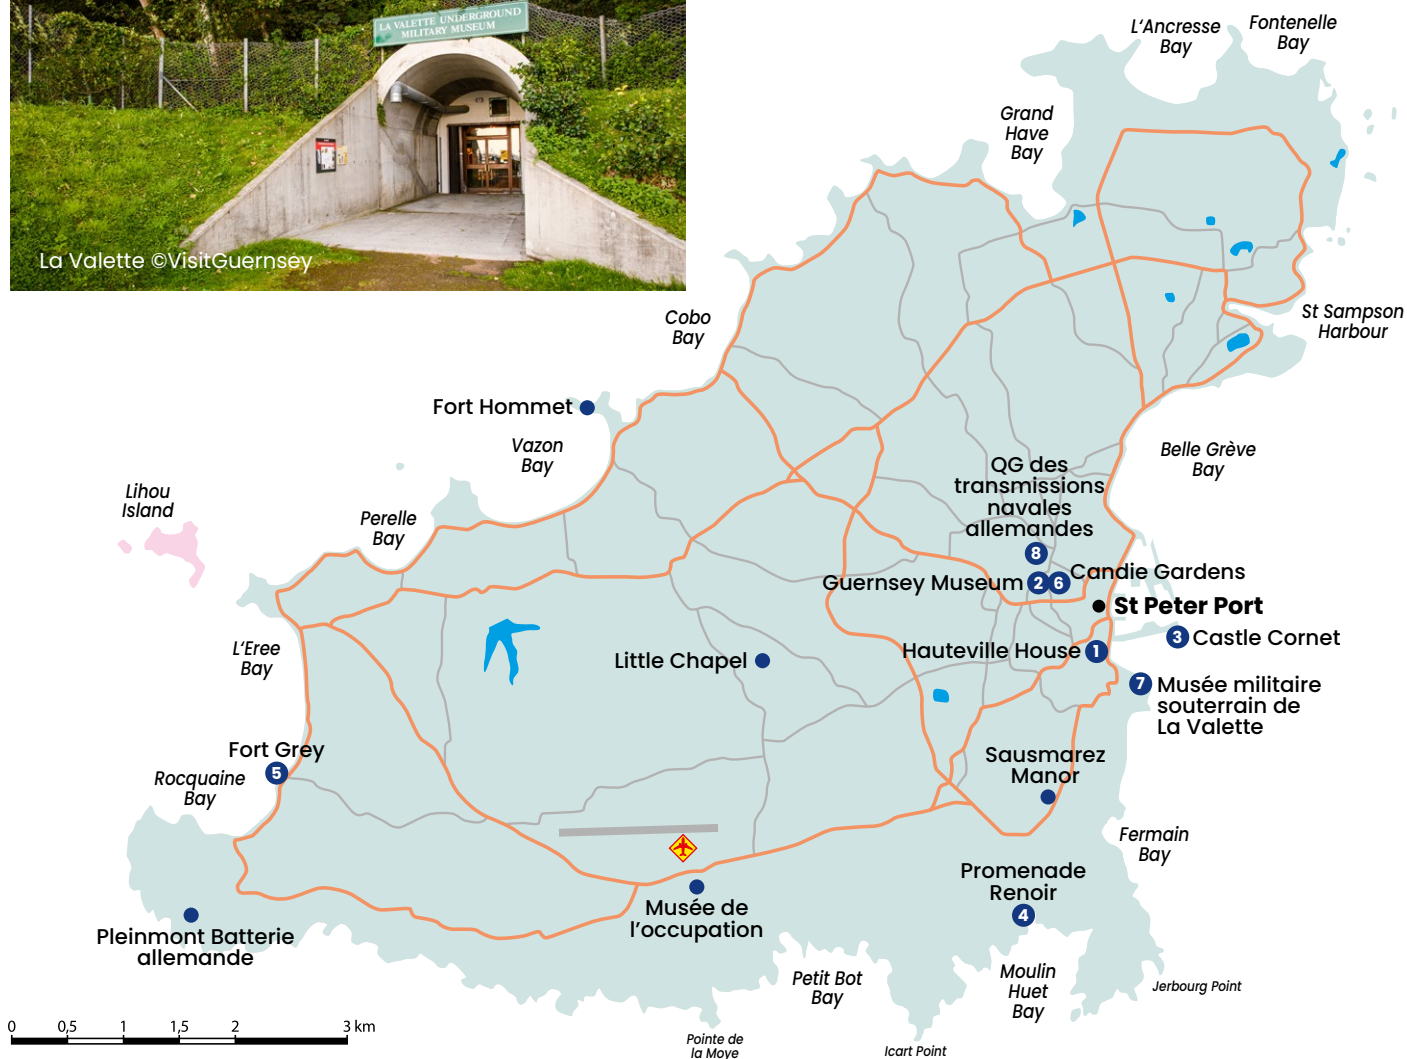 LA VALETTE UNDERGROUND
MILITARY MUSEUM
La Valette ©VisitGuernsey
L'Ancresse
Bay
Fontenelle
Bay
Grand
Have
Bay
St Sampson
Harbour
Cobo
Bay
Fort Hommet
Vazon
Bay
Belle Grève
Bay
QG des
transmissions
navales
allemandes
8
Lihou
Island
Perelle
Bay
Guernsey Museum
2
6
Candie Gardens
St Peter Port
3
Castle Cornet
L'Eree
Bay
Little Chapel
Hauteville House
1
7
Musée militaire
souterrain de
La Valette
Fort Grey
5
Rocquaine
Bay
Sausmarez
Manor
Fermain
Bay
Promenade
Renoir
4
Musée de
l'occupation
Pleinmont Batterie
allemande
Petit Bot
Bay
Moulin
Huet
Bay
Jerbourg Point
0
0,5
1
1,5
2
3 km
Pointe de
la Moye
Icart Point